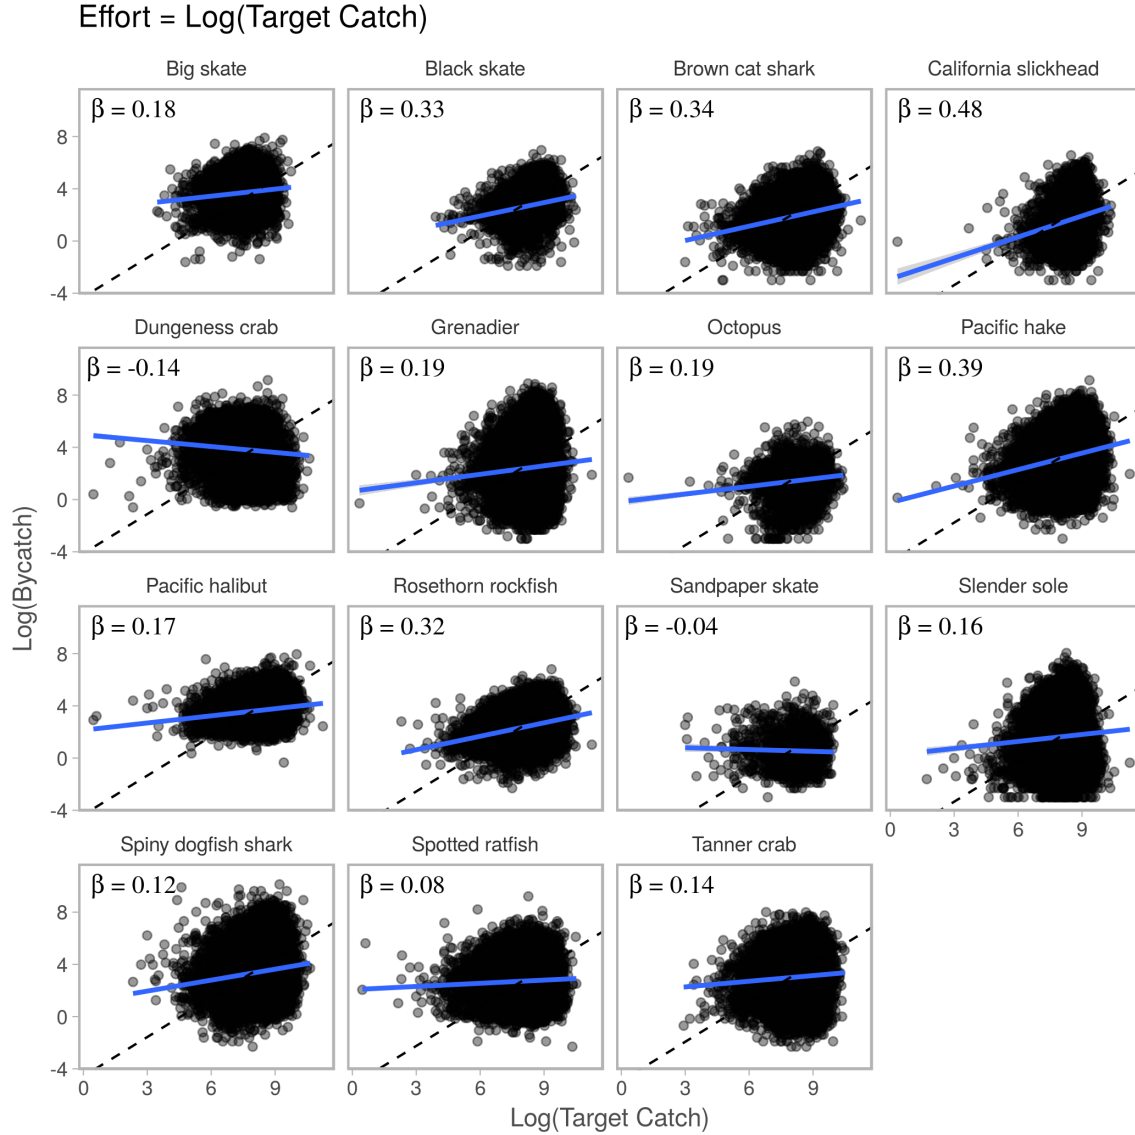 Effort = Log(Target Catch)
Big skate
Black skate
Brown cat shark
California slickhead
β = 0.18
β = 0.33
β = 0.34
β = 0.48
8
4
0
-4
Dungeness crab
Grenadier
Octopus
Pacific hake
β = -0.14
β = 0.19
β = 0.19
β = 0.39
8
4
0
-4
Log(Bycatch)
Pacific halibut
Rosethorn rockfish
Sandpaper skate
Slender sole
β = 0.17
β = 0.32
β = -0.04
β = 0.16
8
4
0
-4
0 3 6 9
Spiny dogfish shark
Spotted ratfish
Tanner crab
β = 0.12
β = 0.08
β = 0.14
8
4
0
-4
0 3 6 9
0 3 6 9
0 3 6 9
Log(Target Catch)